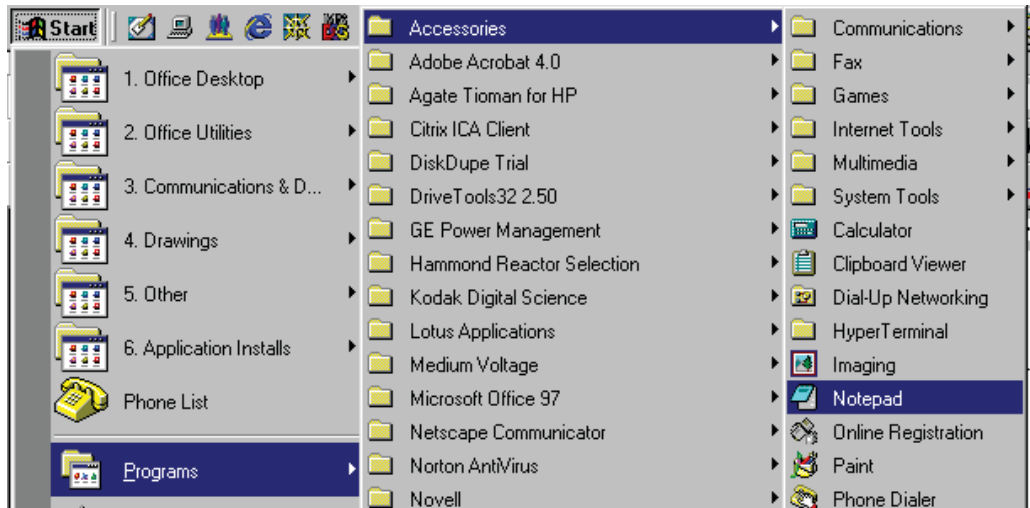 Start
1. Office Desktop
2. Office Utilities
3. Communications & D...
4. Drawings
5. Other
6. Application Installs
Phone List
Programs
Accessories
Adobe Acrobat 4.0
Agate Tioman for HP
Citrix ICA Client
DiskDupe Trial
DriveTools32 2.50
GE Power Management
Hammond Reactor Selection
Kodak Digital Science
Lotus Applications
Medium Voltage
Microsoft Office 97
Netscape Communicator
Norton AntiVirus
Novell
Communications
Fax
Games
Internet Tools
Multimedia
System Tools
Calculator
Clipboard Viewer
Dial-Up Networking
HyperTerminal
Imaging
Notepad
Online Registration
Paint
Phone Dialer